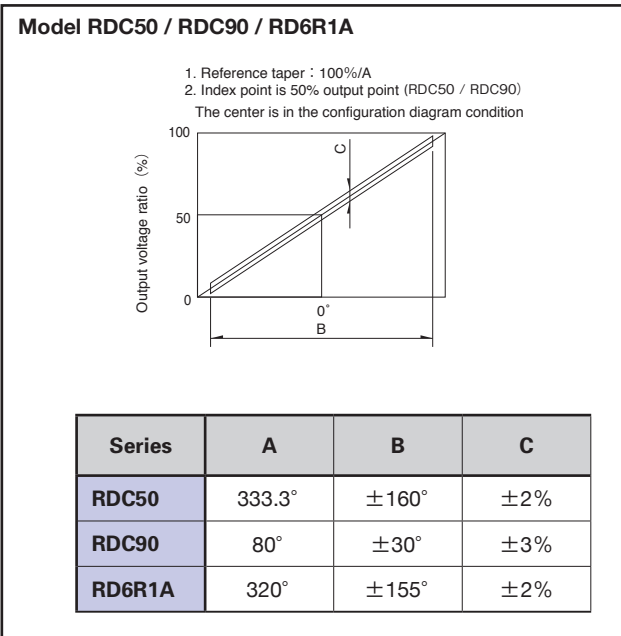 Model RDC50 / RDC90 / RD6R1A
1. Reference taper：100%/A
2. Index point is 50% output point (RDC50 / RDC90)
The center is in the configuration diagram condition
Output voltage ratio (%)
100
C
50
0
0˚
B
Series A B C
RDC50 333.3˚ ±160˚ ±2%
RDC90 80˚ ±30˚ ±3%
RD6R1A 320˚ ±155˚ ±2%